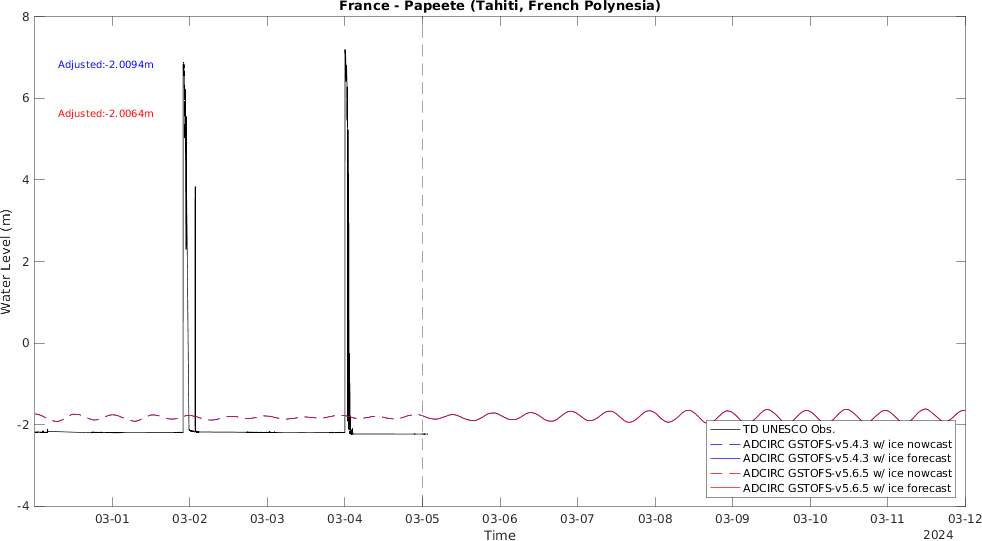 France - Papeete (Tahiti, French Polynesia)
8
6
4
2
0
-2
-4
Water Level (m)
Adjusted:-2.0094m
Adjusted:-2.0064m
TD UNESCO Obs.
ADCIRC GSTOFS-v5.4.3 w/ ice nowcast
ADCIRC GSTOFS-v5.4.3 w/ ice forecast
ADCIRC GSTOFS-v5.6.5 w/ ice nowcast
ADCIRC GSTOFS-v5.6.5 w/ ice forecast
03-01 03-02 03-03 03-04 03-05 03-06 03-07 03-08 03-09 03-10 03-11 03-12
Time
2024